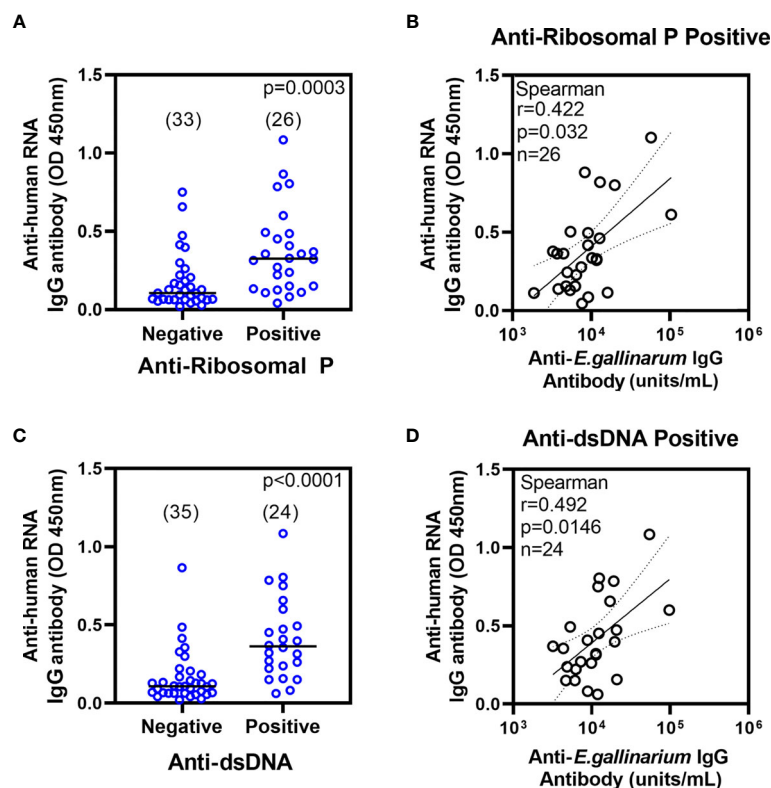 A
Anti-human RNA
IgG antibody (OD 450nm)
1.5
1.0
0.5
0.0
p=0.0003
(33)
(26)
Negative
Positive
Anti-Ribosomal P
B
Anti-Ribosomal P Positive
Anti-human RNA
IgG antibody (OD 450nm)
1.5
1.0
0.5
0.0
Spearman
r=0.422
p=0.032
n=26
10³
10⁴
10⁵
10⁶
Anti-E.gallinarum IgG
Antibody (units/mL)
C
Anti-human RNA
IgG antibody (OD 450nm)
1.5
1.0
0.5
0.0
p<0.0001
(35)
(24)
Negative
Positive
Anti-dsDNA
D
Anti-dsDNA Positive
Anti-human RNA
IgG antibody (OD 450nm)
1.5
1.0
0.5
0.0
Spearman
r=0.492
p=0.0146
n=24
10³
10⁴
10⁵
10⁶
Anti-E.gallinarium IgG
Antibody (units/mL)